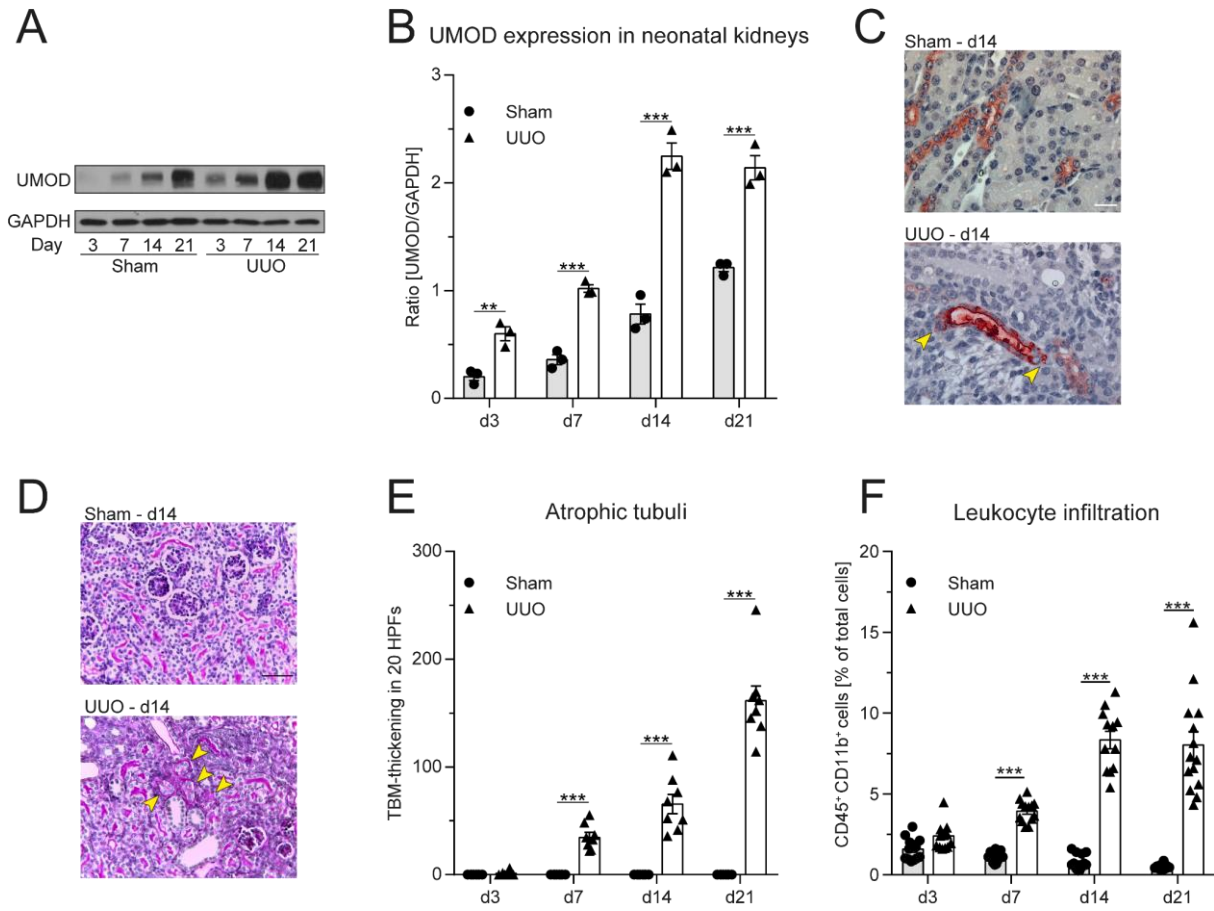 A
UMOD
GAPDH
Day 3 7 14 21 3 7 14 21
Sham UUO
B UMOD expression in neonatal kidneys
Ratio [UMOD/GAPDH]
3
2
1
0
Sham
UUO
** *** *** ***
d3 d7 d14 d21
C
Sham - d14
UUO - d14
D
Sham - d14
UUO - d14
E Atrophic tubuli
TBM-thickening in 20 HPFs
300
200
100
50
0
Sham
UUO
*** *** ***
d3 d7 d14 d21
F Leukocyte infiltration
CD45⁺ CD11b⁺ cells [% of total cells]
20
15
10
5
0
Sham
UUO
*** *** ***
d3 d7 d14 d21